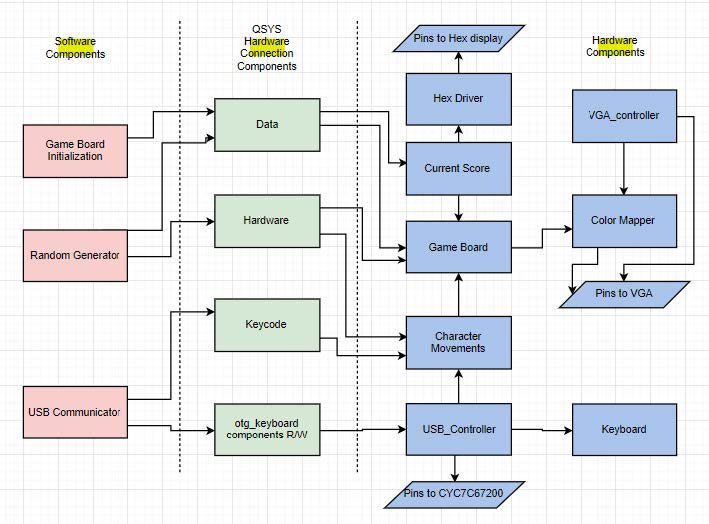 Software
Components
QSYS
Hardware
Connection
Components
Hardware
Components
Pins to Hex display
Hex Driver
VGA_controller
Game Board
Initialization
Data
Current Score
Random Generator
Hardware
Game Board
Color Mapper
Pins to VGA
Keycode
Character
Movements
USB Communicator
otg_keyboard
components R/W
USB_Controller
Keyboard
Pins to CYC7C67200